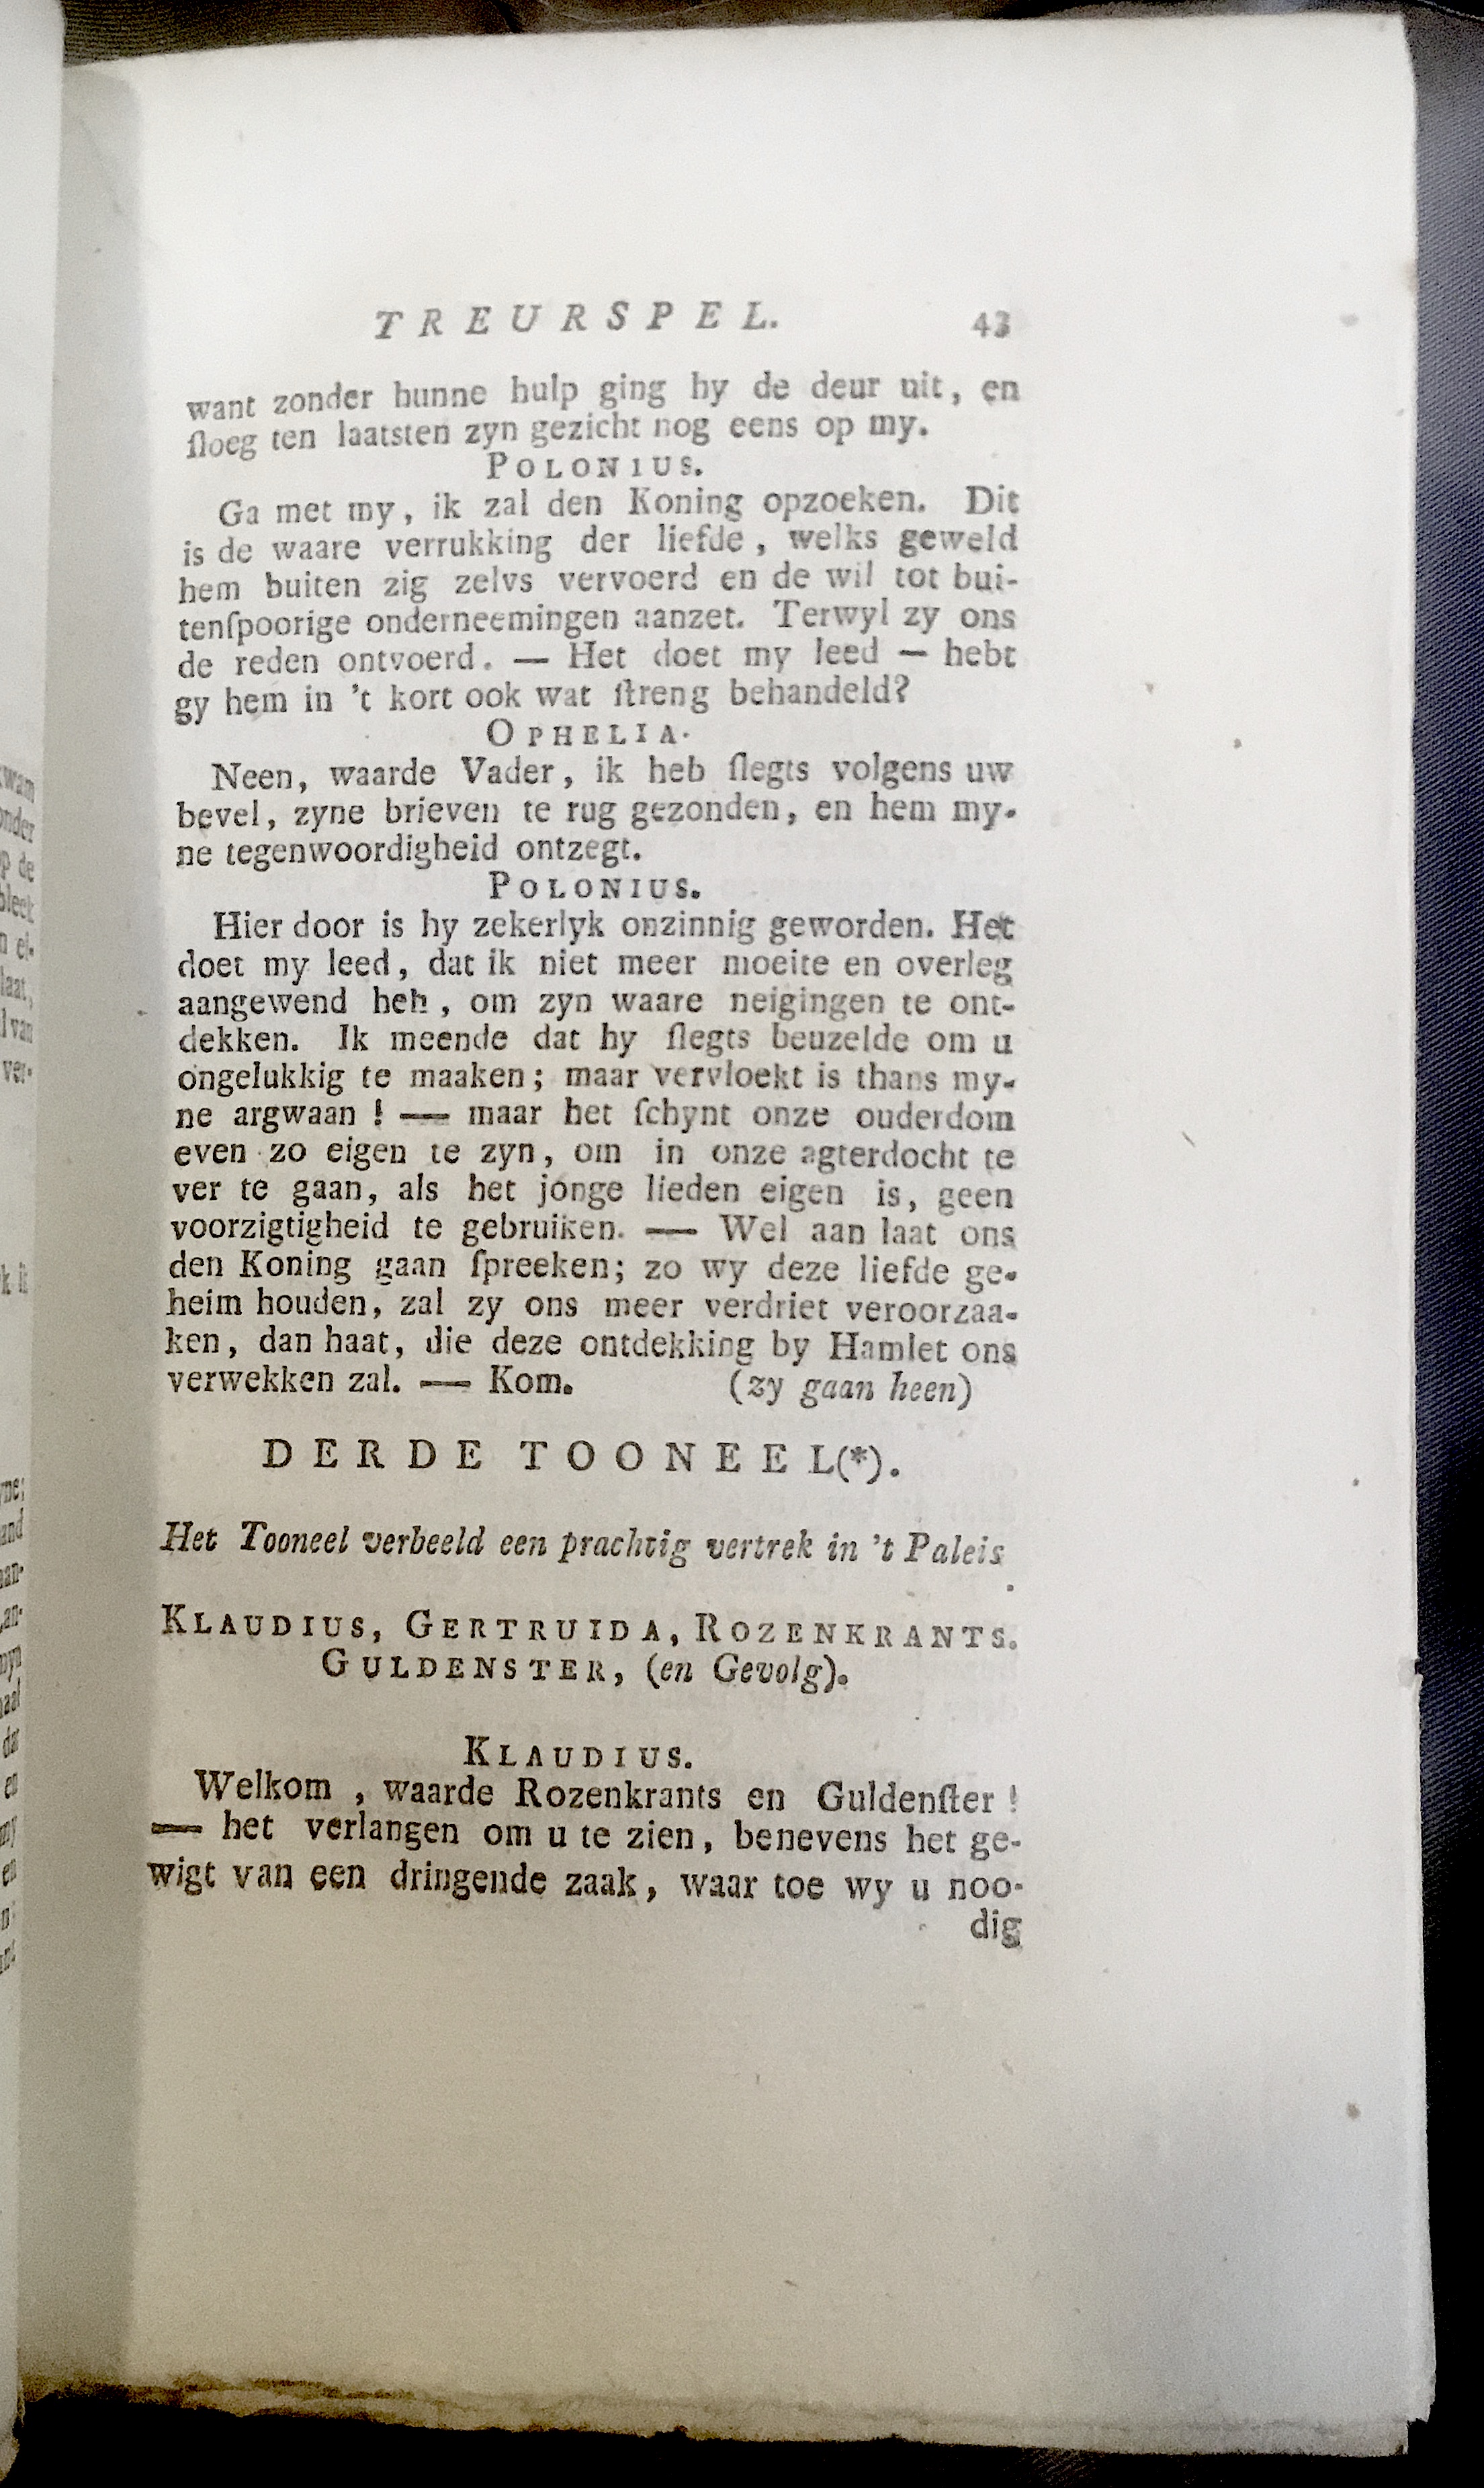 TREURSPEL. 43
want zonder hunne hulp ging hy de deur uit, en
ſloeg ten laatsten zyn gezicht nog eens op my.
POLONIUS.
Ga met my, ik zal den Koning opzoeken. Dit
is de waare verrukking der liefde, welks geweld
hem buiten zig zelvs vervoerd en de wil tot bui-
tenſpoorige onderneemingen aanzet. Terwyl zy ons
de reden ontvoerd. — Het doet my leed — hebt
gy hem in 't kort ook wat ſtreng behandeld?
OPHELIA.
Neen, waarde Vader, ik heb ſlegts volgens uw
bevel, zyne brieven te rug gezonden, en hem my-
ne tegenwoordigheid ontzegt.
POLONIUS.
Hier door is hy zekerlyk onzinnig geworden. Het
doet my leed, dat ik niet meer moeite en overleg
aangewend heb, om zyn waare neigingen te ont-
dekken. Ik meende dat hy ſlegts beuzelde om u
ongelukkig te maaken; maar vervloekt is thans my-
ne argwaan! — maar het ſchynt onze ouderdom
even zo eigen te zyn, om in onze agterdocht te
ver te gaan, als het jonge lieden eigen is, geen
voorzigtigheid te gebruiken. — Wel aan laat ons
den Koning gaan ſpreeken; zo wy deze liefde ge-
heim houden, zal zy ons meer verdriet veroorzaa-
ken, dan haat, die deze ontdekking by Hamlet ons
verwekken zal. — Kom. (zy gaan heen)
DERDE TOONEEL(*).
Het Tooneel verbeeld een prachtig vertrek in 't Paleis.
KLAUDIUS, GERTRUIDA, ROZENKRANTS.
GULDENSTER, (en Gevolg).
KLAUDIUS.
Welkom, waarde Rozenkrants en Guldenſter!
— het verlangen om u te zien, benevens het ge-
wigt van een dringende zaak, waar toe wy u noo-
dig